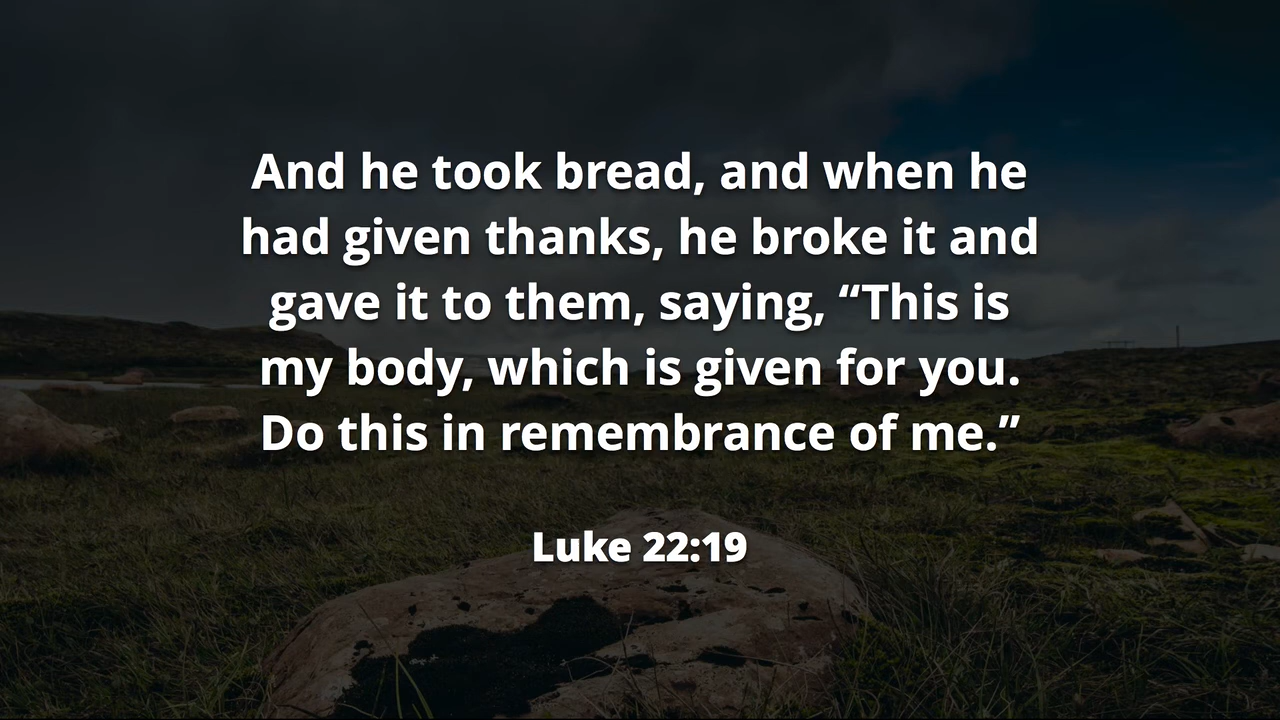 And he took bread, and when he
had given thanks, he broke it and
gave it to them, saying, “This is
my body, which is given for you.
Do this in remembrance of me.”
Luke 22:19